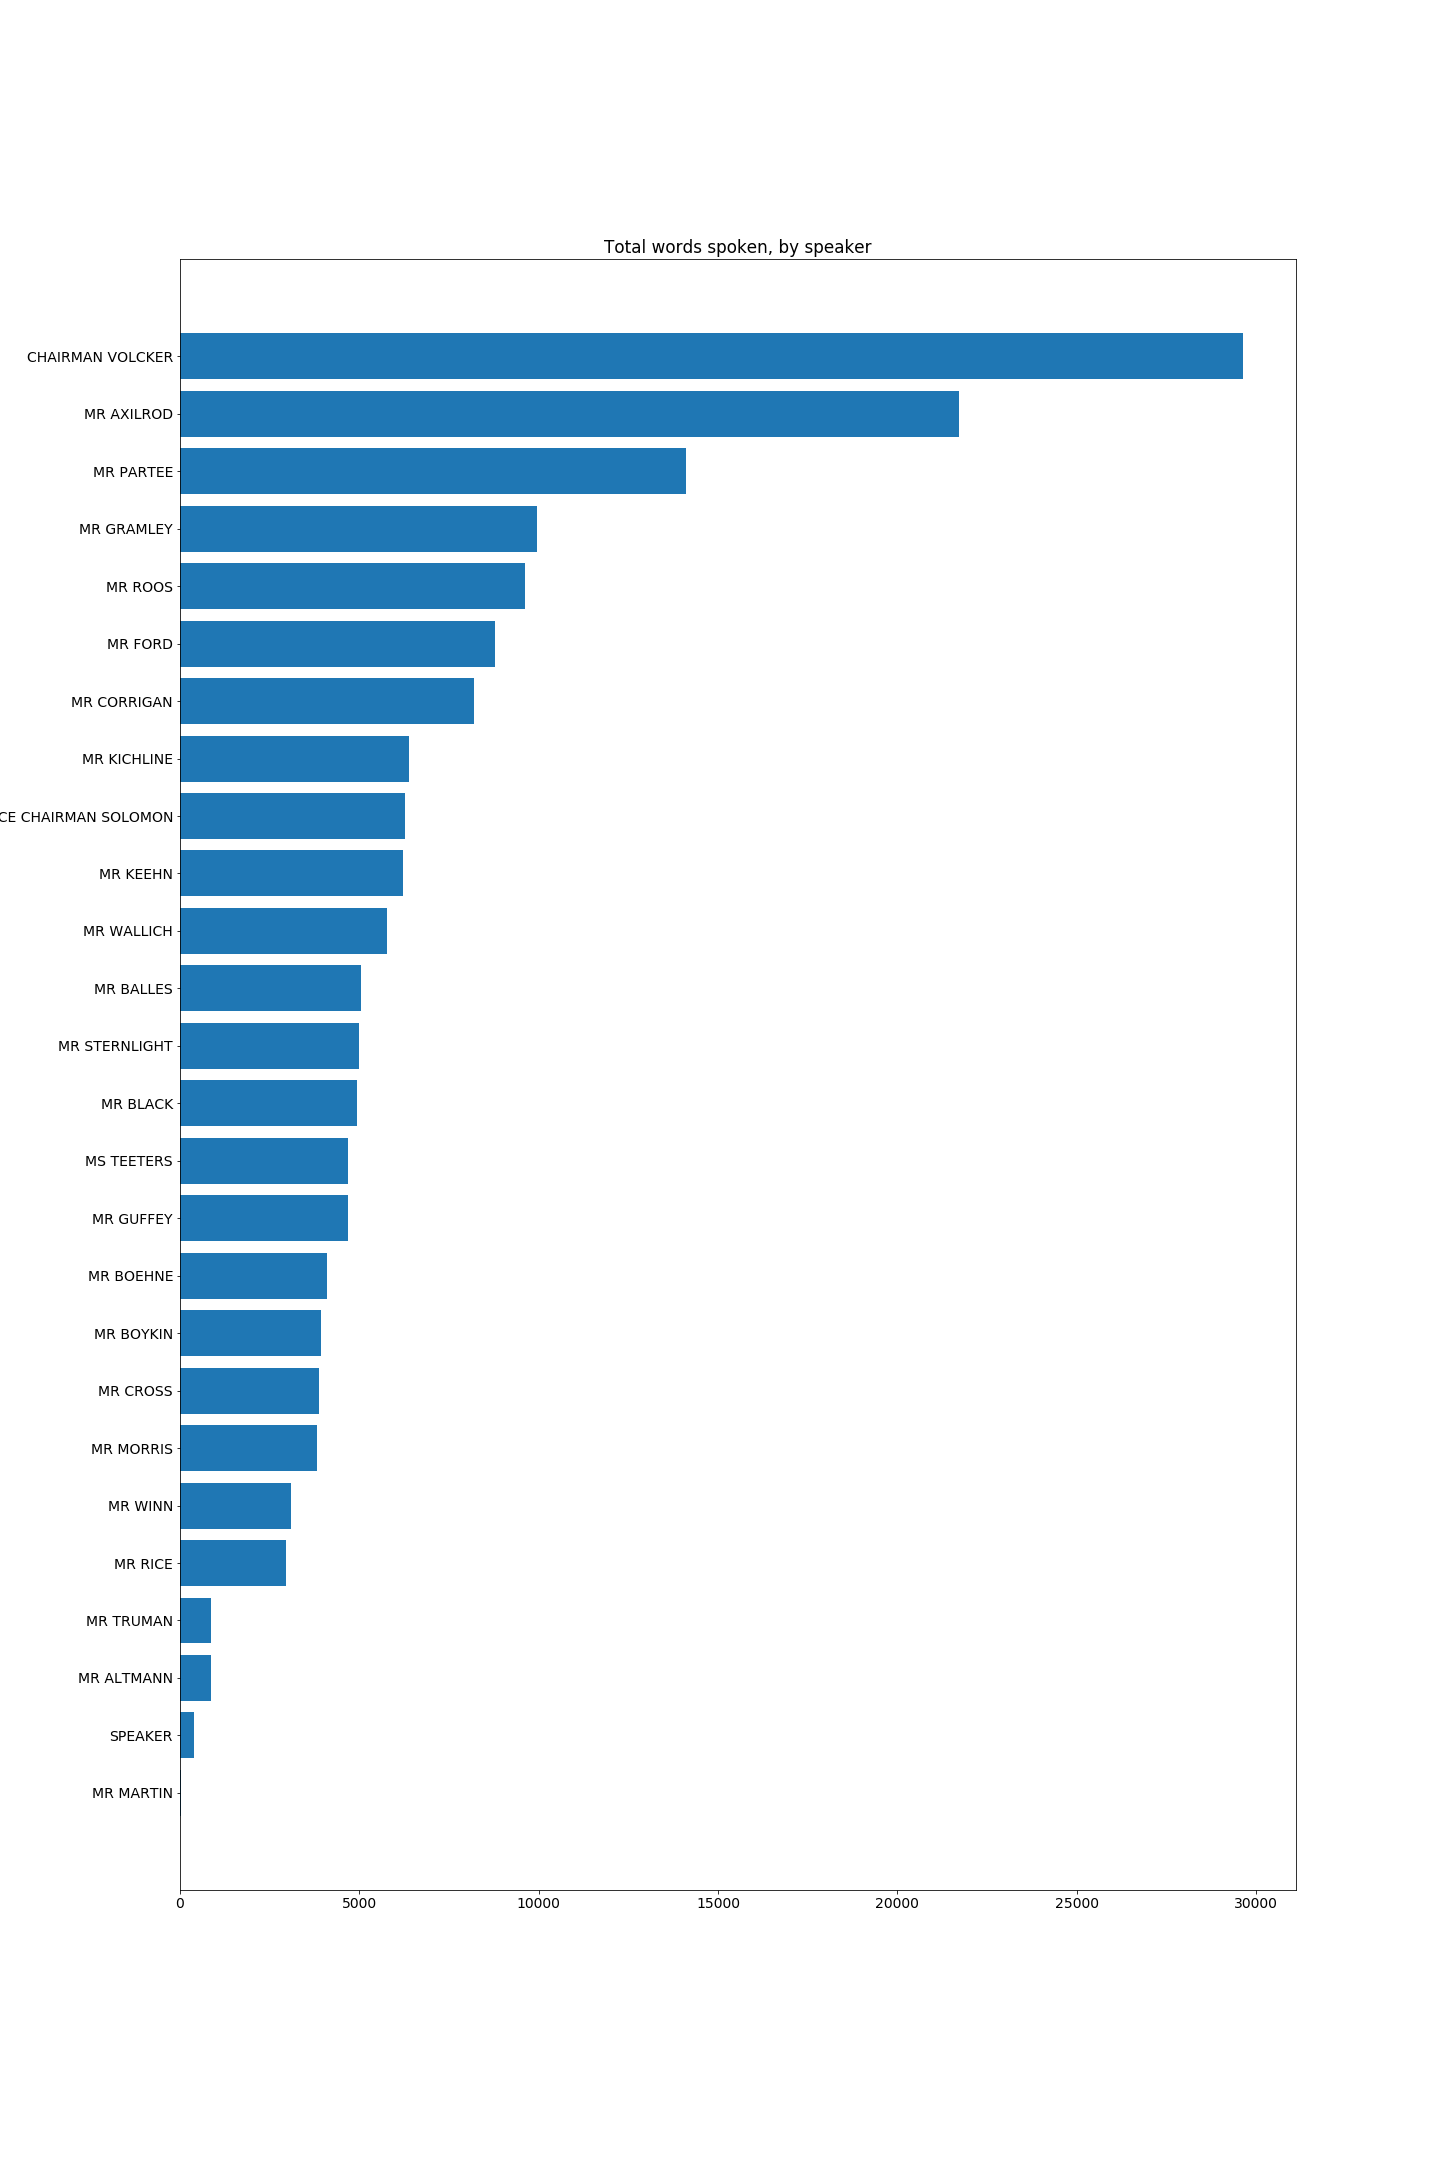 Total words spoken, by speaker
CHAIRMAN VOLCKER
MR AXILROD
MR PARTEE
MR GRAMLEY
MR ROOS
MR FORD
MR CORRIGAN
MR KICHLINE
CE CHAIRMAN SOLOMON
MR KEEHN
MR WALLICH
MR BALLES
MR STERNLIGHT
MR BLACK
MS TEETERS
MR GUFFEY
MR BOEHNE
MR BOYKIN
MR CROSS
MR MORRIS
MR WINN
MR RICE
MR TRUMAN
MR ALTMANN
SPEAKER
MR MARTIN
0 5000 10000 15000 20000 25000 30000